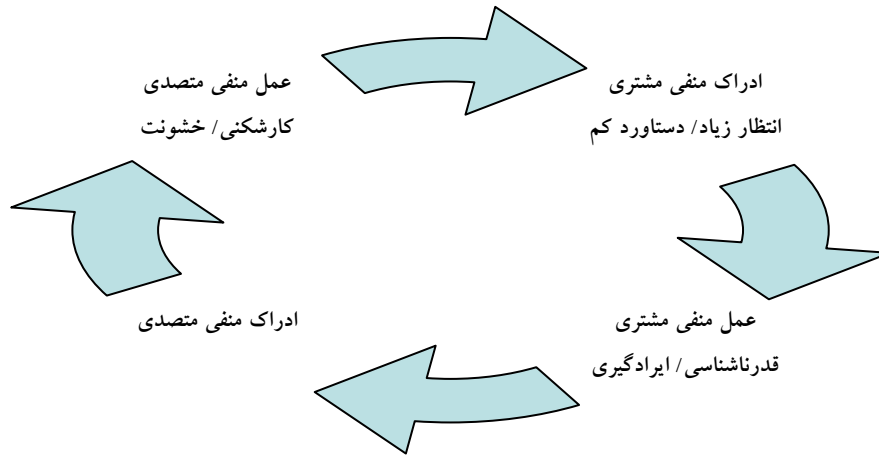 ادراک منفی مشتری
انتظار زیاد/ دستاورد کم
عمل منفی مشتری
قدرناشناسی/ ایرادگیری
ادراک منفی متصدی
عمل منفی متصدی
کارشکنی/ خشونت